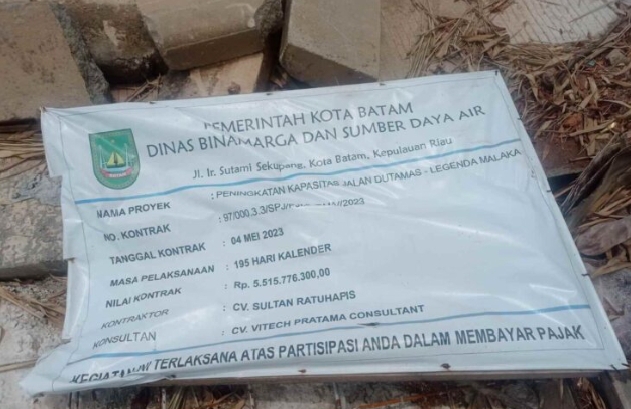 PEMERINTAH KOTA BATAM
DINAS BINAMARGA DAN SUMBER DAYA AIR
Jl. Ir. Sutami Sekupang, Kota Batam, Kepulauan Riau
NAMA PROYEK : PENINGKATAN KAPASITAS JALAN DUTAMAS - LEGENDA MALAKA
NO. KONTRAK :
TANGGAL KONTRAK : 04 MEI 2023
MASA PELAKSANAAN : 195 HARI KALENDER
NILAI KONTRAK : Rp. 5.515.776.300,00
KONTRAKTOR : CV. SULTAN RATUHAPIS
KONSULTAN : CV. VITECH PRATAMA CONSULTANT
KEGIATAN INI TERLAKSANA ATAS PARTISIPASI ANDA DALAM MEMBAYAR PAJAK